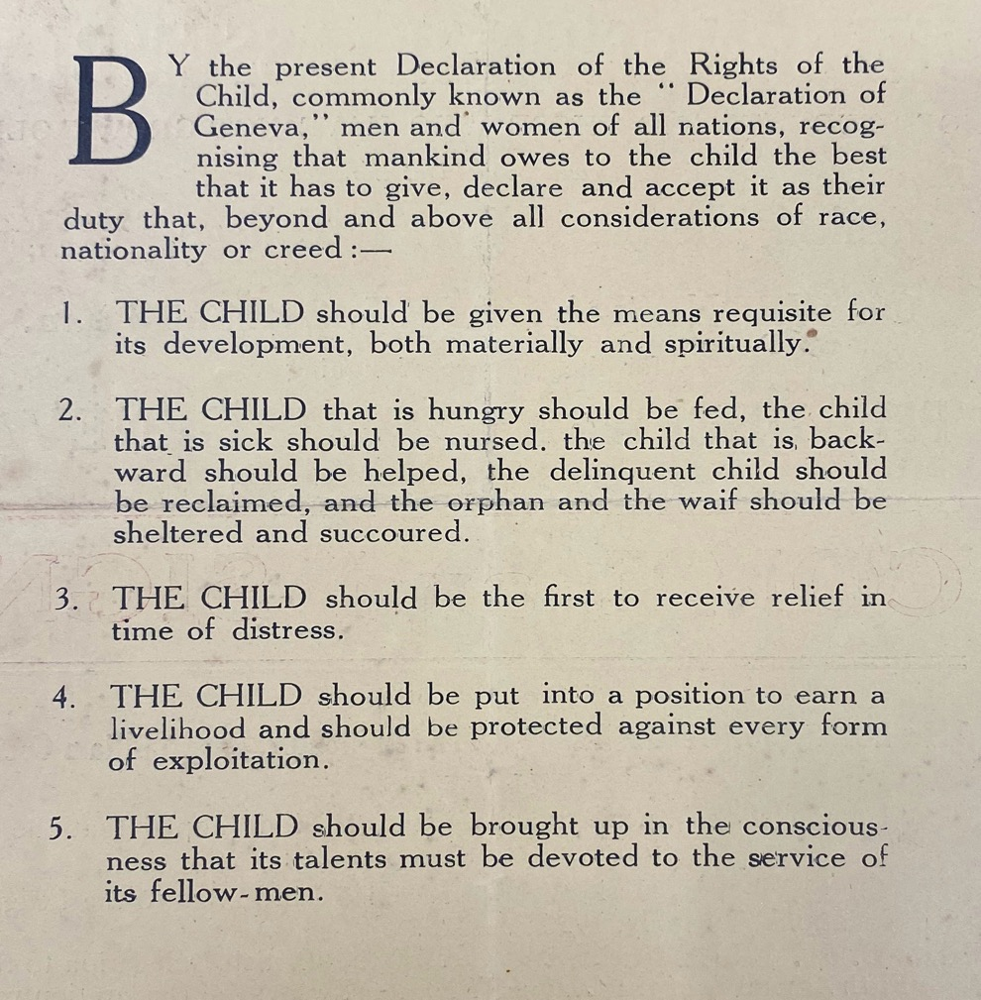 BY the present Declaration of the Rights of the
Child, commonly known as the “ Declaration of
Geneva,” men and women of all nations, recog-
nising that mankind owes to the child the best
that it has to give, declare and accept it as their
duty that, beyond and above all considerations of race,
nationality or creed :—
1. THE CHILD should be given the means requisite for
its development, both materially and spiritually.
2. THE CHILD that is hungry should be fed, the child
that is sick should be nursed. the child that is back-
ward should be helped, the delinquent child should
be reclaimed, and the orphan and the waif should be
sheltered and succoured.
3. THE CHILD should be the first to receive relief in
time of distress.
4. THE CHILD should be put into a position to earn a
livelihood and should be protected against every form
of exploitation.
5. THE CHILD should be brought up in the conscious-
ness that its talents must be devoted to the service of
its fellow-men.